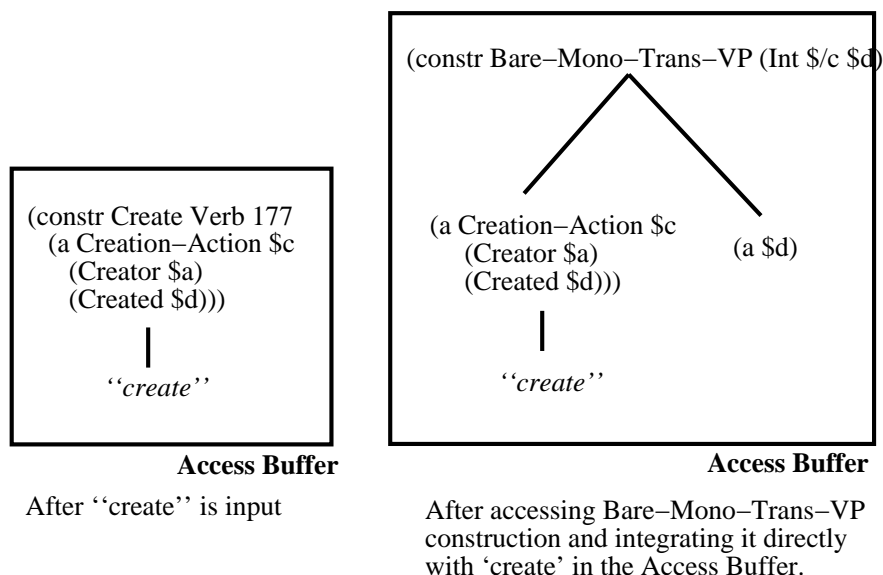 (constr Create Verb 177
(a Creation−Action $c
(Creator $a)
(Created $d)))
‘‘create’’
Access Buffer
After ‘‘create’’ is input
(constr Bare−Mono−Trans−VP (Int $/c $d)
(a Creation−Action $c
(Creator $a)
(Created $d)))
(a $d)
‘‘create’’
Access Buffer
After accessing Bare−Mono−Trans−VP
construction and integrating it directly
with ‘create’ in the Access Buffer.